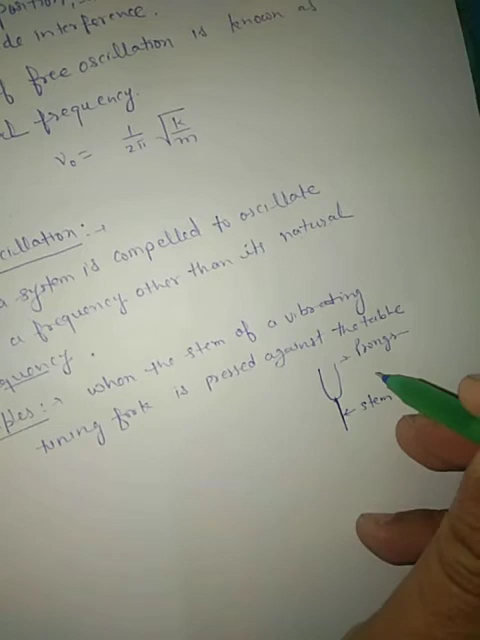 de interference.
f free oscillation is known as
l frequency.
ν₀ = 1/2π √k/m
cillation :-
a system is compelled to oscillate
a frequency other than its natural
quency.
ples :- when the stem of a vibrating
tuning fork is pressed against the table
→ Prongs
← stem